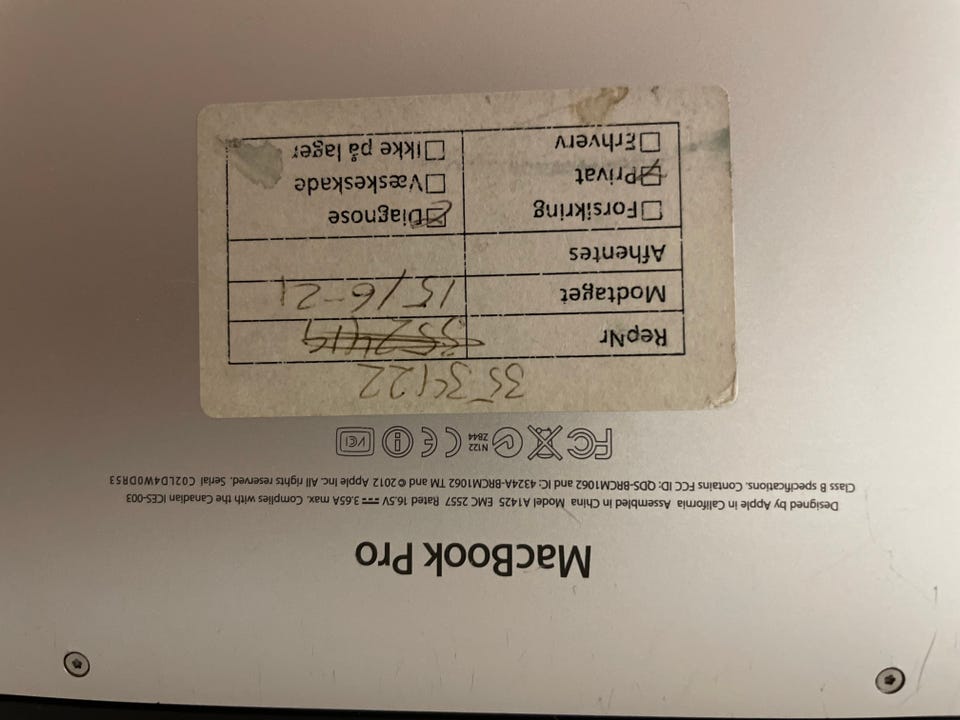 MacBook Pro
Designed by Apple in California Assembled in China Model A1425 EMC 2557 Rated 16.5V ⎓ 3.65A max. Complies with the Canadian ICES-003
Class B specifications. Contains FCC ID: QDS-BRCM1062 and IC: 4324A-BRCM1062 TM and © 2012 Apple Inc. All rights reserved. Serial C02LD4W0DR53
FC N122 Z844 CE VCI
RepNr
Modtaget 15/6-21
Afhentes
☐Forsikring ☒Diagnose
☒Privat ☐Væskeskade
☐Erhverv ☐Ikke på lager